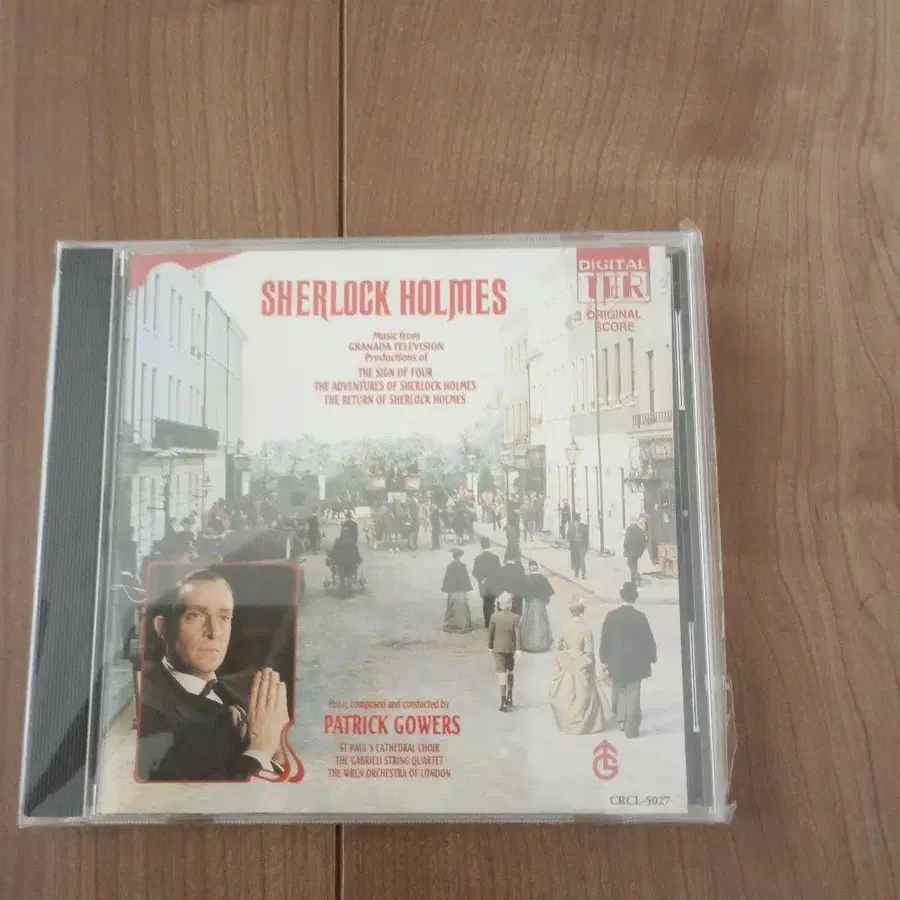 SHERLOCK HOLMES
DIGITAL
TER
ORIGINAL
SCORE
Music from
GRANADA TELEVISION
Productions of
THE SIGN OF FOUR
THE ADVENTURES OF SHERLOCK HOLMES
THE RETURN OF SHERLOCK HOLMES
Music composed and conducted by
PATRICK GOWERS
ST PAUL'S CATHEDRAL CHOIR
THE GABRIELI STRING QUARTET
THE WREN ORCHESTRA OF LONDON
CRCL-5027